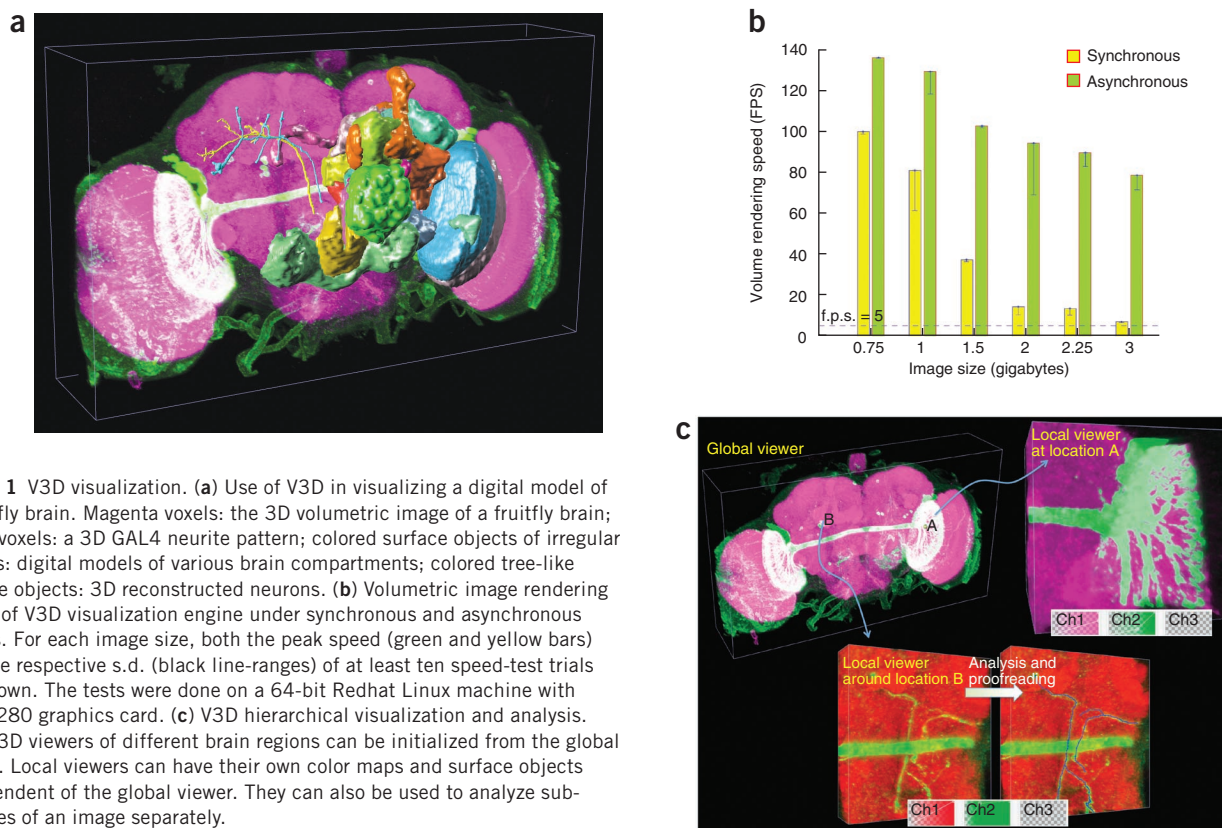 a
b
140
120
100
80
60
40
20
0
Volume rendering speed (FPS)
Synchronous
Asynchronous
f.p.s. = 5
0.75 1 1.5 2 2.25 3
Image size (gigabytes)
1 V3D visualization. (a) Use of V3D in visualizing a digital model of
fly brain. Magenta voxels: the 3D volumetric image of a fruitfly brain;
voxels: a 3D GAL4 neurite pattern; colored surface objects of irregular
s: digital models of various brain compartments; colored tree-like
e objects: 3D reconstructed neurons. (b) Volumetric image rendering
of V3D visualization engine under synchronous and asynchronous
s. For each image size, both the peak speed (green and yellow bars)
e respective s.d. (black line-ranges) of at least ten speed-test trials
own. The tests were done on a 64-bit Redhat Linux machine with
280 graphics card. (c) V3D hierarchical visualization and analysis.
3D viewers of different brain regions can be initialized from the global
. Local viewers can have their own color maps and surface objects
endent of the global viewer. They can also be used to analyze sub-
es of an image separately.
c
Global viewer
Local viewer
at location A
B
A
Ch1 Ch2 Ch3
Local viewer
around location B
Analysis and
proofreading
Ch1 Ch2 Ch3